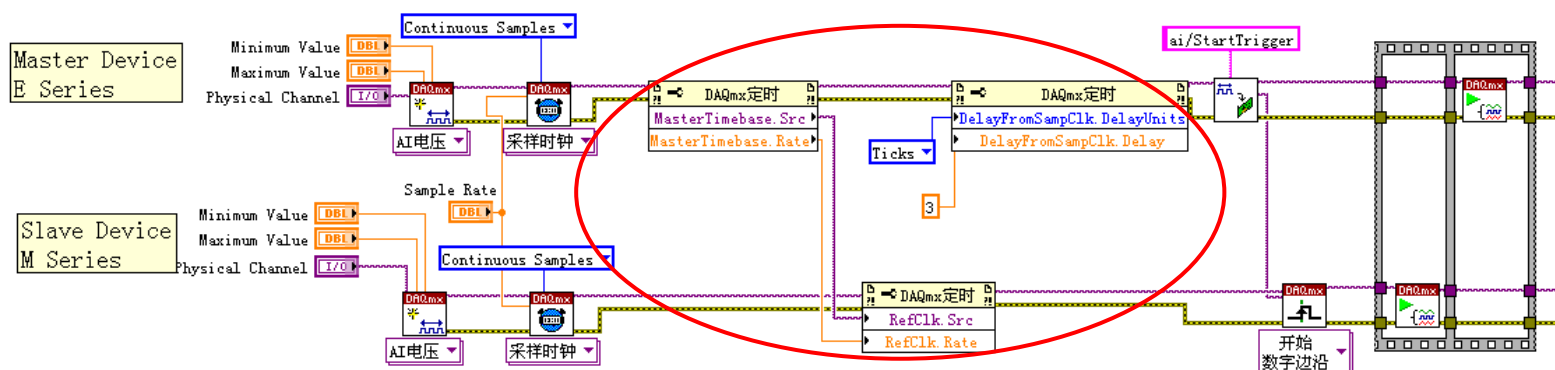 Continuous Samples
Master Device
E Series
Minimum Value
DBL
Maximum Value
DBL
Physical Channel
I/O
DAQmx
DAQmx
AI电压
采样时钟
DAQmx定时
MasterTimebase.Src
MasterTimebase.Rate
DAQmx定时
DelayFromSampClk.DelayUnits
DelayFromSampClk.Delay
Ticks
3
ai/StartTrigger
DAQmx
Sample Rate
DBL
Slave Device
M Series
Minimum Value
DBL
Maximum Value
DBL
Physical Channel
I/O
Continuous Samples
DAQmx
DAQmx
AI电压
采样时钟
DAQmx定时
RefClk.Src
RefClk.Rate
DAQmx
开始
数字边沿
DAQmx